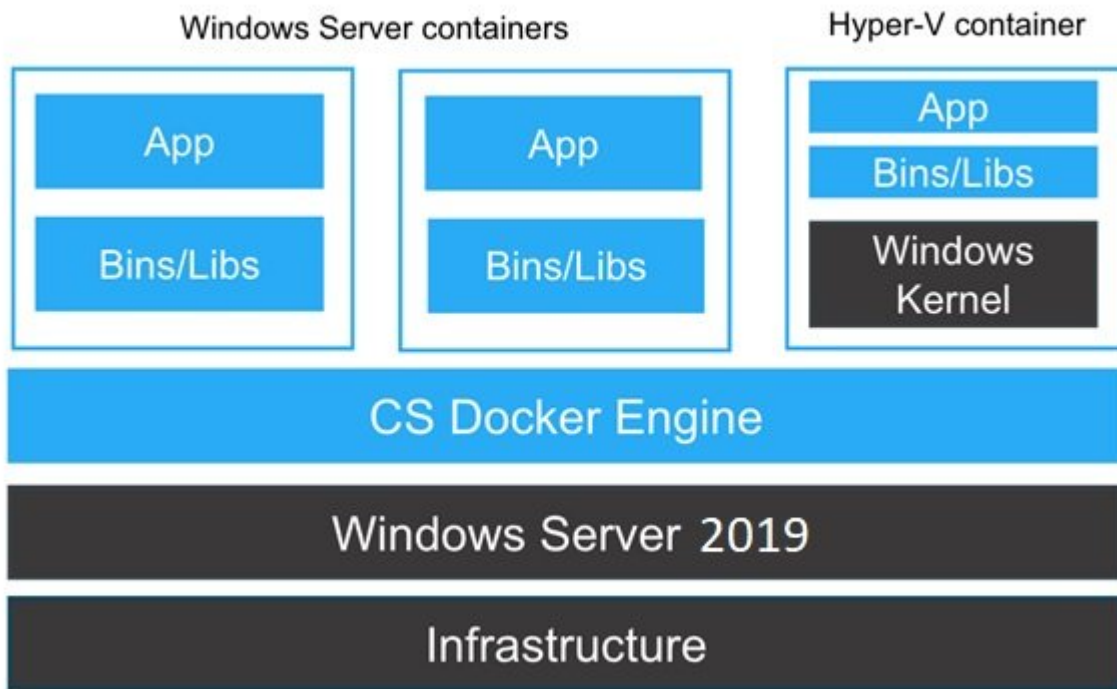 Windows Server containers
Hyper-V container
App
App
App
Bins/Libs
Bins/Libs
Bins/Libs
Windows
Kernel
CS Docker Engine
Windows Server 2019
Infrastructure